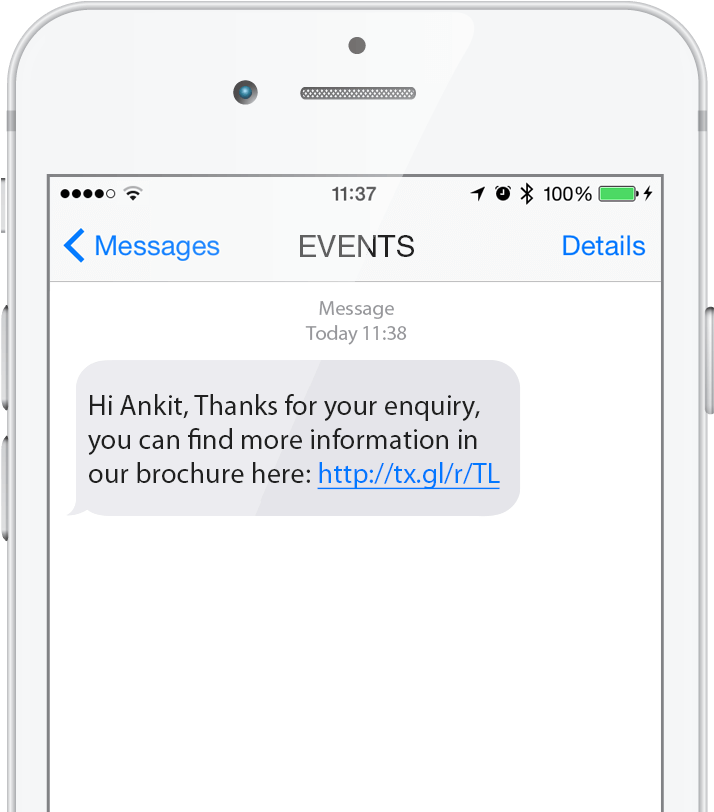 11:37 100%
Messages EVENTS Details
Message
Today 11:38
Hi Ankit, Thanks for your enquiry,
you can find more information in
our brochure here: http://tx.gl/r/TL